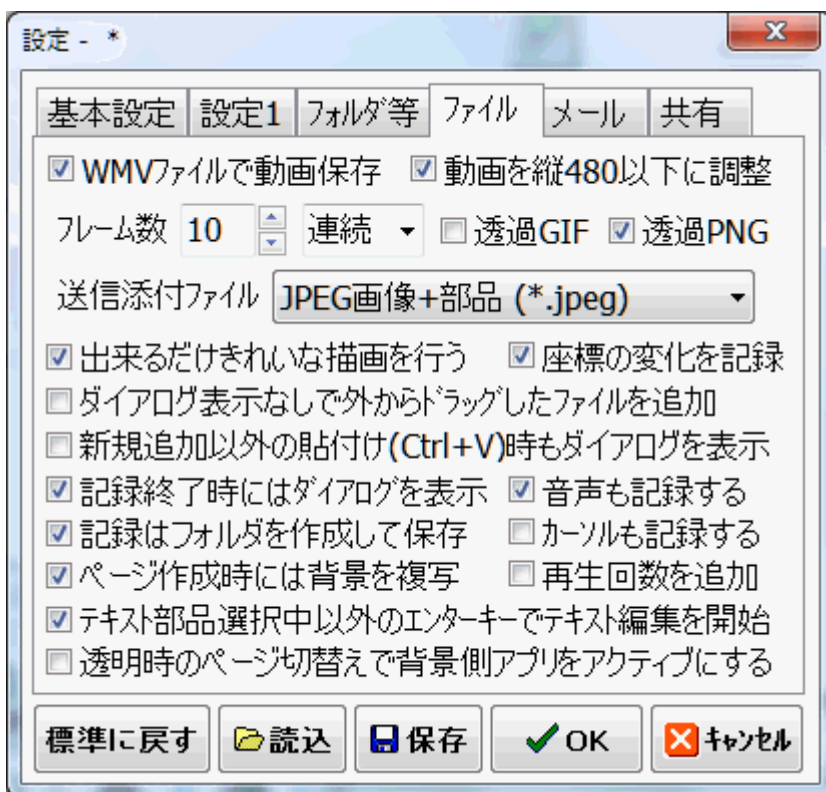 設定 - *
基本設定 設定1 フォルダ等 ファイル メール 共有
WMVファイルで動画保存 動画を縦480以下に調整
フレーム数 10 連続 透過GIF 透過PNG
送信添付ファイル JPEG画像+部品 (*.jpeg)
出来るだけきれいな描画を行う 座標の変化を記録
ダイアログ表示なしで外からドラッグしたファイルを追加
新規追加以外の貼付け(Ctrl+V)時もダイアログを表示
記録終了時にはダイアログを表示 音声も記録する
記録はフォルダを作成して保存 カーソルも記録する
ページ作成時には背景を複写 再生回数を追加
テキスト部品選択中以外のエンターキーでテキスト編集を開始
透明時のページ切替えで背景側アプリをアクティブにする
標準に戻す 読込 保存 OK キャンセル